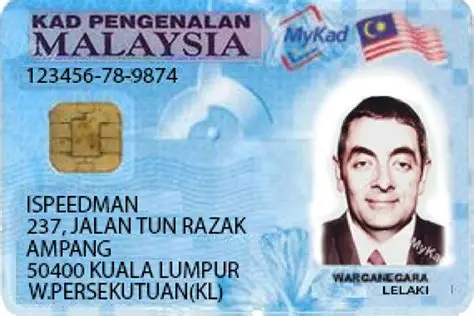 KAD PENGENALAN
MALAYSIA
MyKad
123456-78-9874
ISPEEDMAN
237, JALAN TUN RAZAK
AMPANG
50400 KUALA LUMPUR
W.PERSEKUTUAN(KL)
MyKad
WARGANEGARA
LELAKI